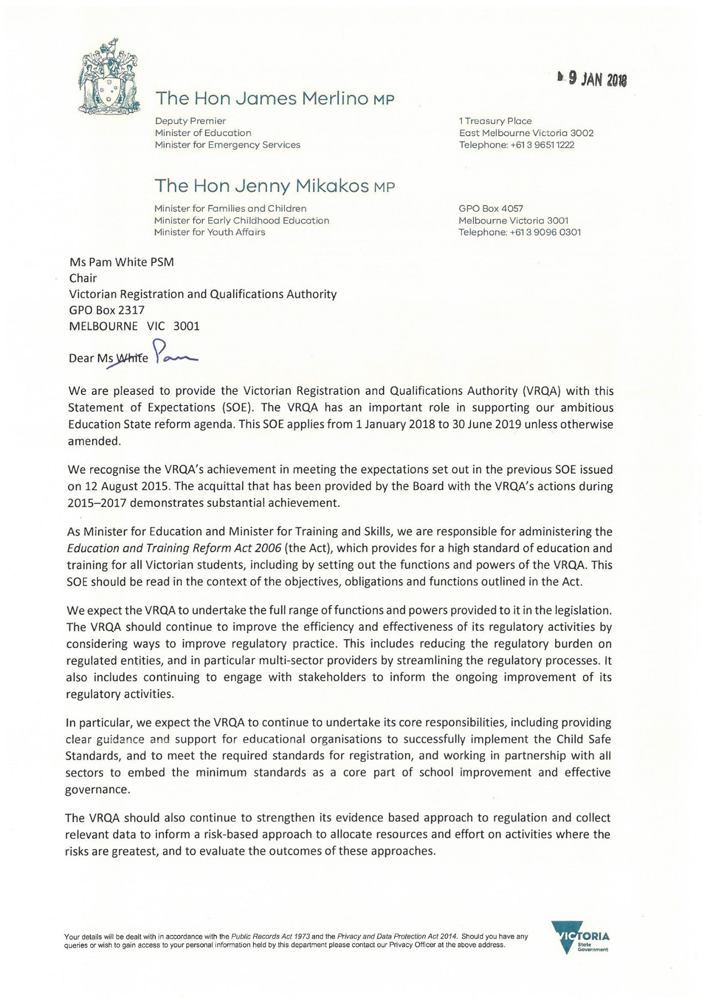 9 JAN 2018
The Hon James Merlino MP
Deputy Premier
Minister of Education
Minister for Emergency Services
1 Treasury Place
East Melbourne Victoria 3002
Telephone: +61 3 9651 1222
The Hon Jenny Mikakos MP
Minister for Families and Children
Minister for Early Childhood Education
Minister for Youth Affairs
GPO Box 4057
Melbourne Victoria 3001
Telephone: +61 3 9096 0301
Ms Pam White PSM
Chair
Victorian Registration and Qualifications Authority
GPO Box 2317
MELBOURNE VIC 3001
Dear Ms White Pam
We are pleased to provide the Victorian Registration and Qualifications Authority (VRQA) with this
Statement of Expectations (SOE). The VRQA has an important role in supporting our ambitious
Education State reform agenda. This SOE applies from 1 January 2018 to 30 June 2019 unless otherwise
amended.
We recognise the VRQA's achievement in meeting the expectations set out in the previous SOE issued
on 12 August 2015. The acquittal that has been provided by the Board with the VRQA's actions during
2015–2017 demonstrates substantial achievement.
As Minister for Education and Minister for Training and Skills, we are responsible for administering the
Education and Training Reform Act 2006 (the Act), which provides for a high standard of education and
training for all Victorian students, including by setting out the functions and powers of the VRQA. This
SOE should be read in the context of the objectives, obligations and functions outlined in the Act.
We expect the VRQA to undertake the full range of functions and powers provided to it in the legislation.
The VRQA should continue to improve the efficiency and effectiveness of its regulatory activities by
considering ways to improve regulatory practice. This includes reducing the regulatory burden on
regulated entities, and in particular multi-sector providers by streamlining the regulatory processes. It
also includes continuing to engage with stakeholders to inform the ongoing improvement of its
regulatory activities.
In particular, we expect the VRQA to continue to undertake its core responsibilities, including providing
clear guidance and support for educational organisations to successfully implement the Child Safe
Standards, and to meet the required standards for registration, and working in partnership with all
sectors to embed the minimum standards as a core part of school improvement and effective
governance.
The VRQA should also continue to strengthen its evidence based approach to regulation and collect
relevant data to inform a risk-based approach to allocate resources and effort on activities where the
risks are greatest, and to evaluate the outcomes of these approaches.
Your details will be dealt with in accordance with the Public Records Act 1973 and the Privacy and Data Protection Act 2014. Should you have any
queries or wish to gain access to your personal information held by this department please contact our Privacy Officer at the above address.
VICTORIA
State
Government